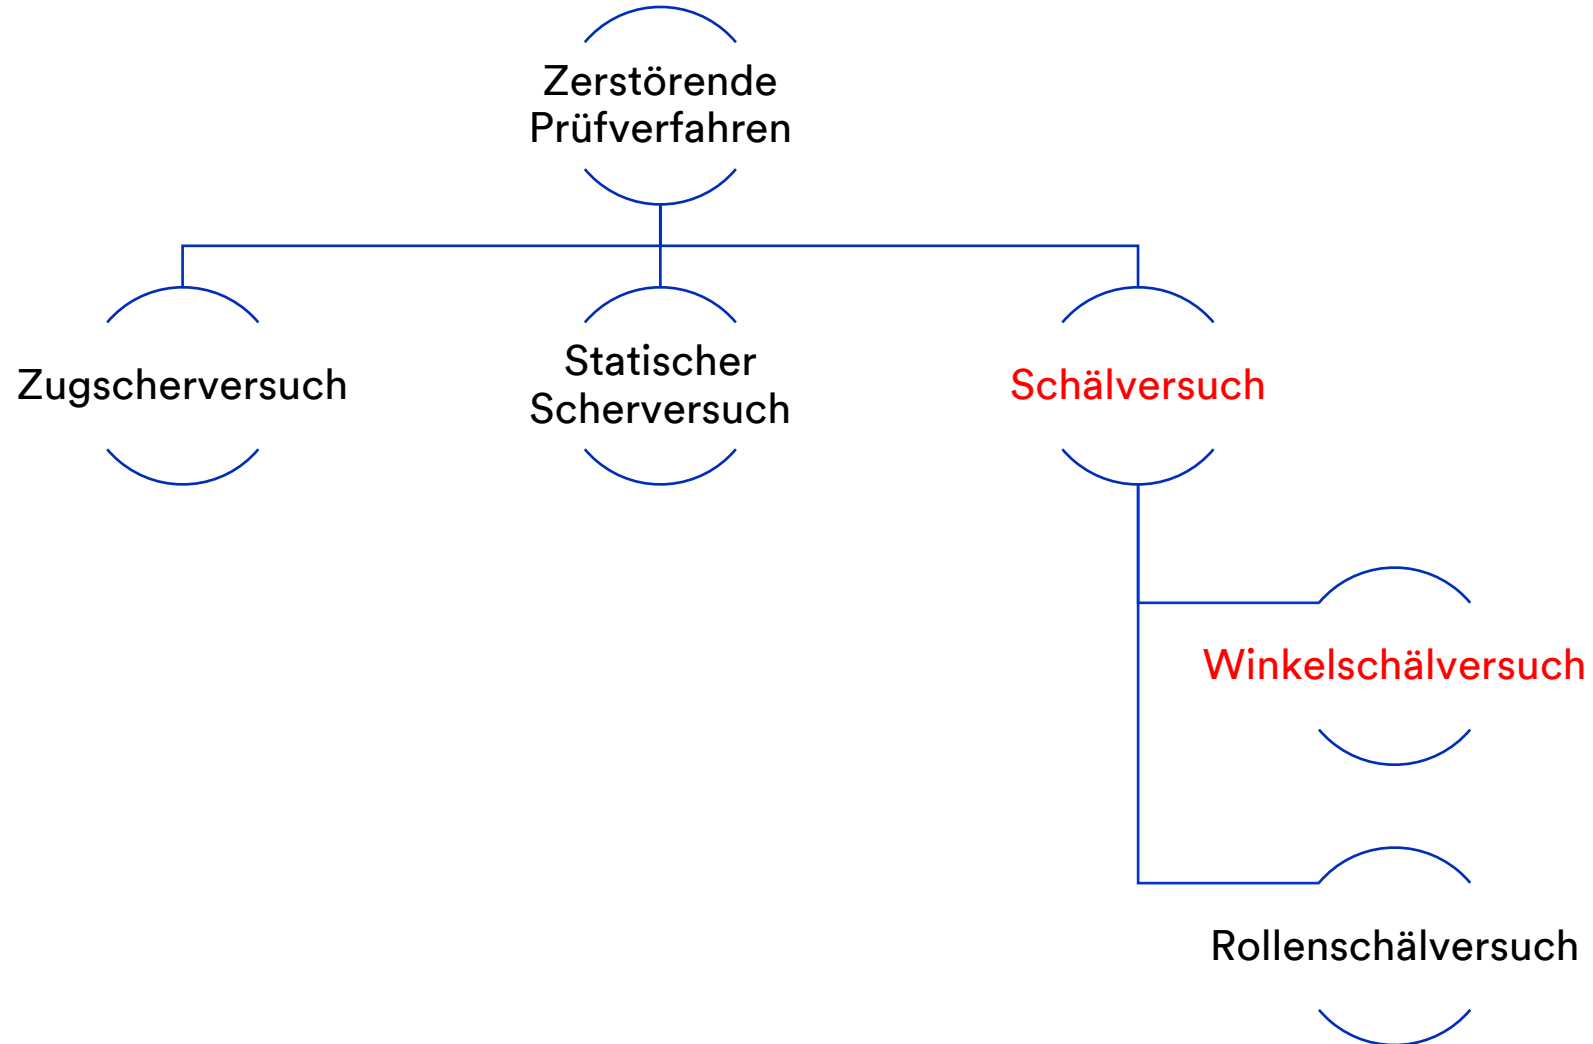 Zerstörende
Prüfverfahren
Zugscherversuch
Statischer
Scherversuch
Schälversuch
Winkelschälversuch
Rollenschälversuch